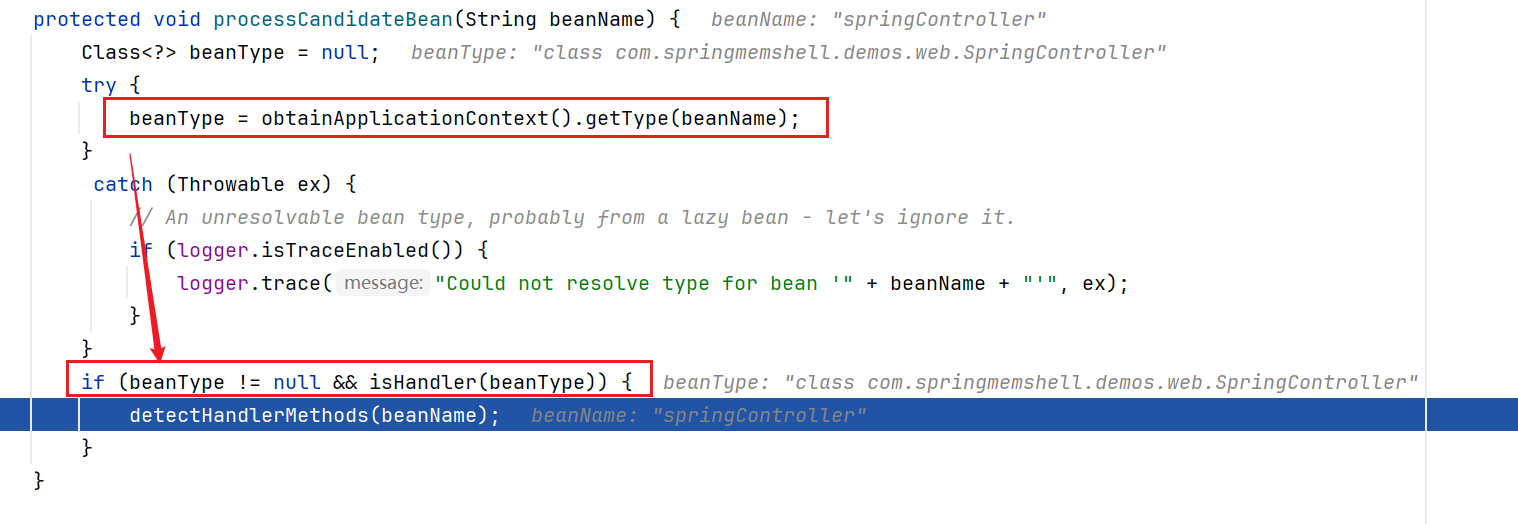 protected void processCandidateBean(String beanName) {   beanName: "springController"
    Class<?> beanType = null;   beanType: "class com.springmemshell.demos.web.SpringController"
    try {
        beanType = obtainApplicationContext().getType(beanName);
    }
     catch (Throwable ex) {
        // An unresolvable bean type, probably from a lazy bean - let's ignore it.
        if (logger.isTraceEnabled()) {
            logger.trace( message: "Could not resolve type for bean '" + beanName + "'", ex);
        }
    }
    if (beanType != null && isHandler(beanType)) {   beanType: "class com.springmemshell.demos.web.SpringController"
        detectHandlerMethods(beanName);   beanName: "springController"
    }
}